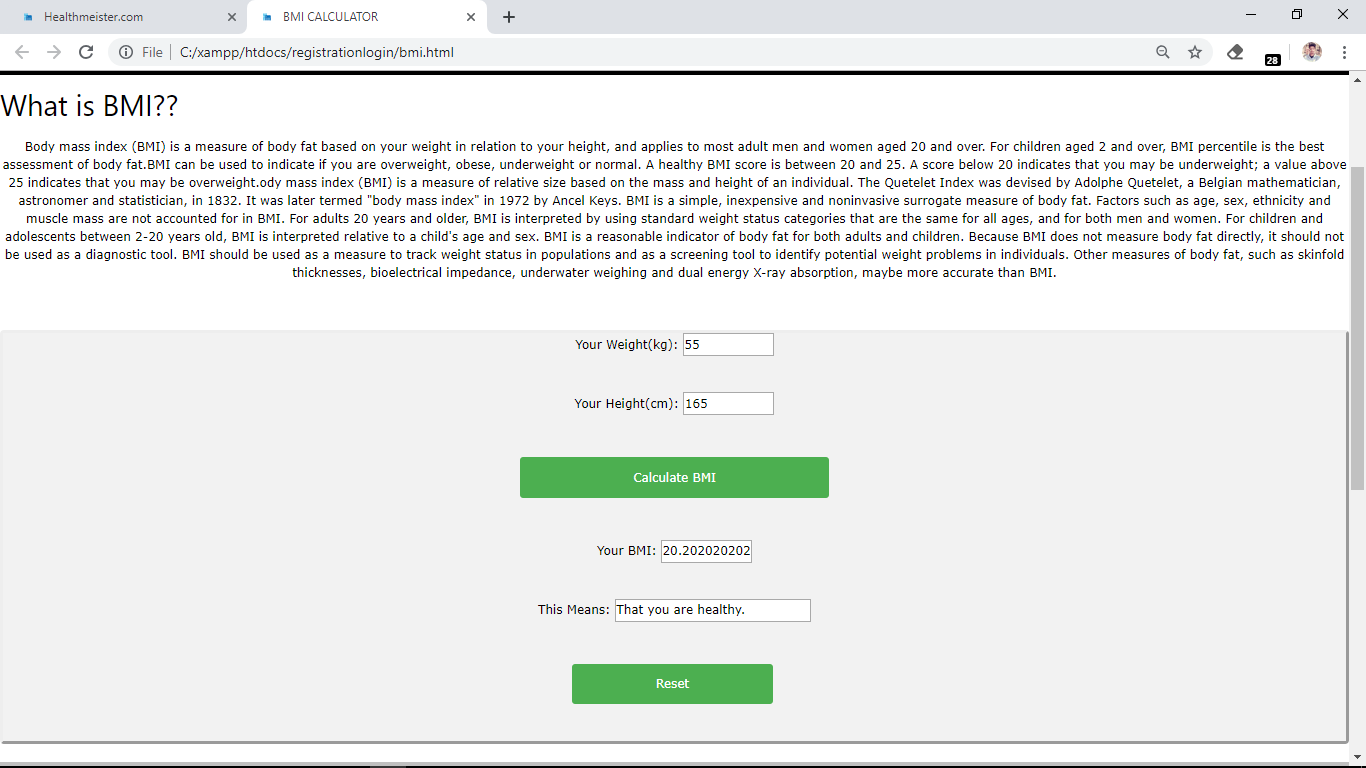 Healthmeister.com
BMI CALCULATOR
File
C:/xampp/htdocs/registrationlogin/bmi.html
28
What is BMI??
Body mass index (BMI) is a measure of body fat based on your weight in relation to your height, and applies to most adult men and women aged 20 and over. For children aged 2 and over, BMI percentile is the best
assessment of body fat.BMI can be used to indicate if you are overweight, obese, underweight or normal. A healthy BMI score is between 20 and 25. A score below 20 indicates that you may be underweight; a value above
25 indicates that you may be overweight.ody mass index (BMI) is a measure of relative size based on the mass and height of an individual. The Quetelet Index was devised by Adolphe Quetelet, a Belgian mathematician,
astronomer and statistician, in 1832. It was later termed "body mass index" in 1972 by Ancel Keys. BMI is a simple, inexpensive and noninvasive surrogate measure of body fat. Factors such as age, sex, ethnicity and
muscle mass are not accounted for in BMI. For adults 20 years and older, BMI is interpreted by using standard weight status categories that are the same for all ages, and for both men and women. For children and
adolescents between 2-20 years old, BMI is interpreted relative to a child's age and sex. BMI is a reasonable indicator of body fat for both adults and children. Because BMI does not measure body fat directly, it should not
be used as a diagnostic tool. BMI should be used as a measure to track weight status in populations and as a screening tool to identify potential weight problems in individuals. Other measures of body fat, such as skinfold
thicknesses, bioelectrical impedance, underwater weighing and dual energy X-ray absorption, maybe more accurate than BMI.
Your Weight(kg): 55
Your Height(cm): 165
Calculate BMI
Your BMI: 20.202020202
This Means: That you are healthy.
Reset